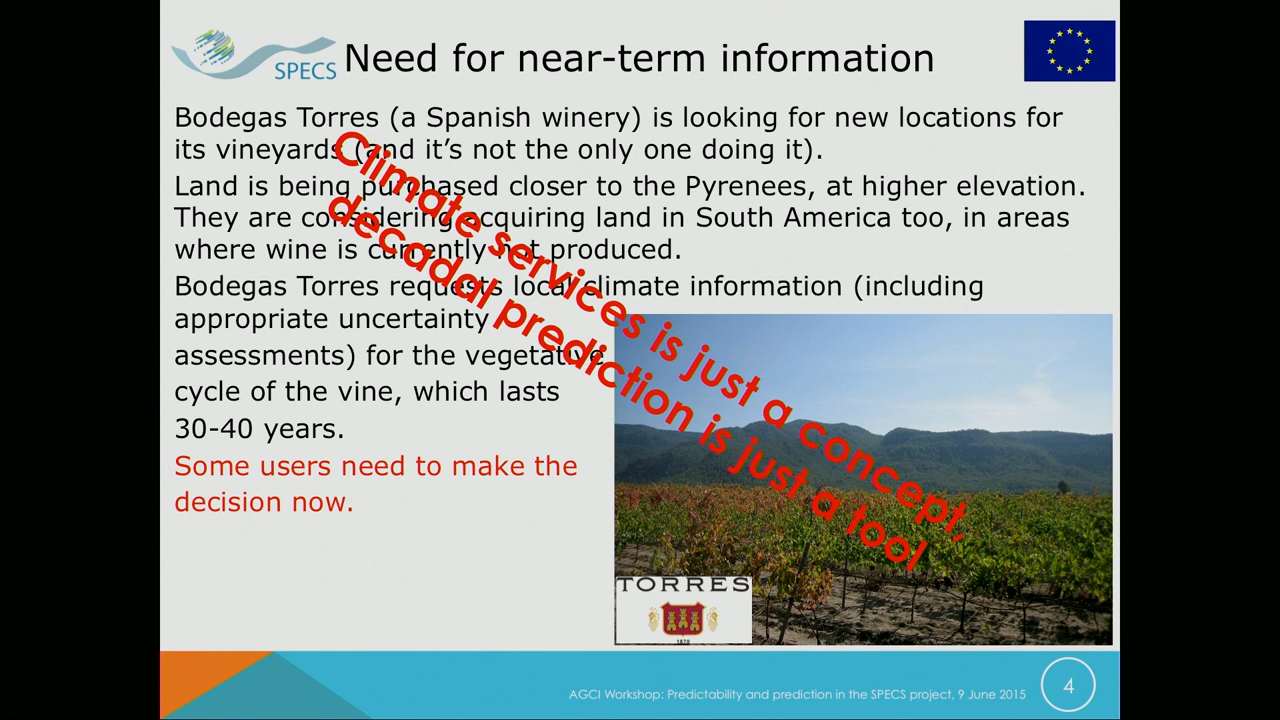 SPECS
Need for near-term information
Bodegas Torres (a Spanish winery) is looking for new locations for
its vineyards (and it’s not the only one doing it).
Land is being purchased closer to the Pyrenees, at higher elevation.
They are considering acquiring land in South America too, in areas
where wine is currently not produced.
Bodegas Torres requests local climate information (including
appropriate uncertainty
assessments) for the vegetative
cycle of the vine, which lasts
30-40 years.
Some users need to make the
decision now.
Climate services is just a concept,
decadal prediction is just a tool
TORRES
1870
AGCI Workshop: Predictability and prediction in the SPECS project, 9 June 2015
4